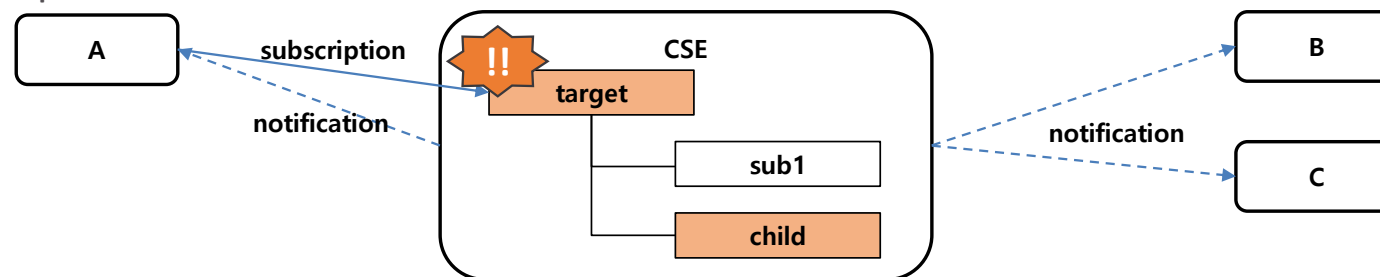 A
subscription
notification
CSE
!!
target
sub1
child
notification
B
C